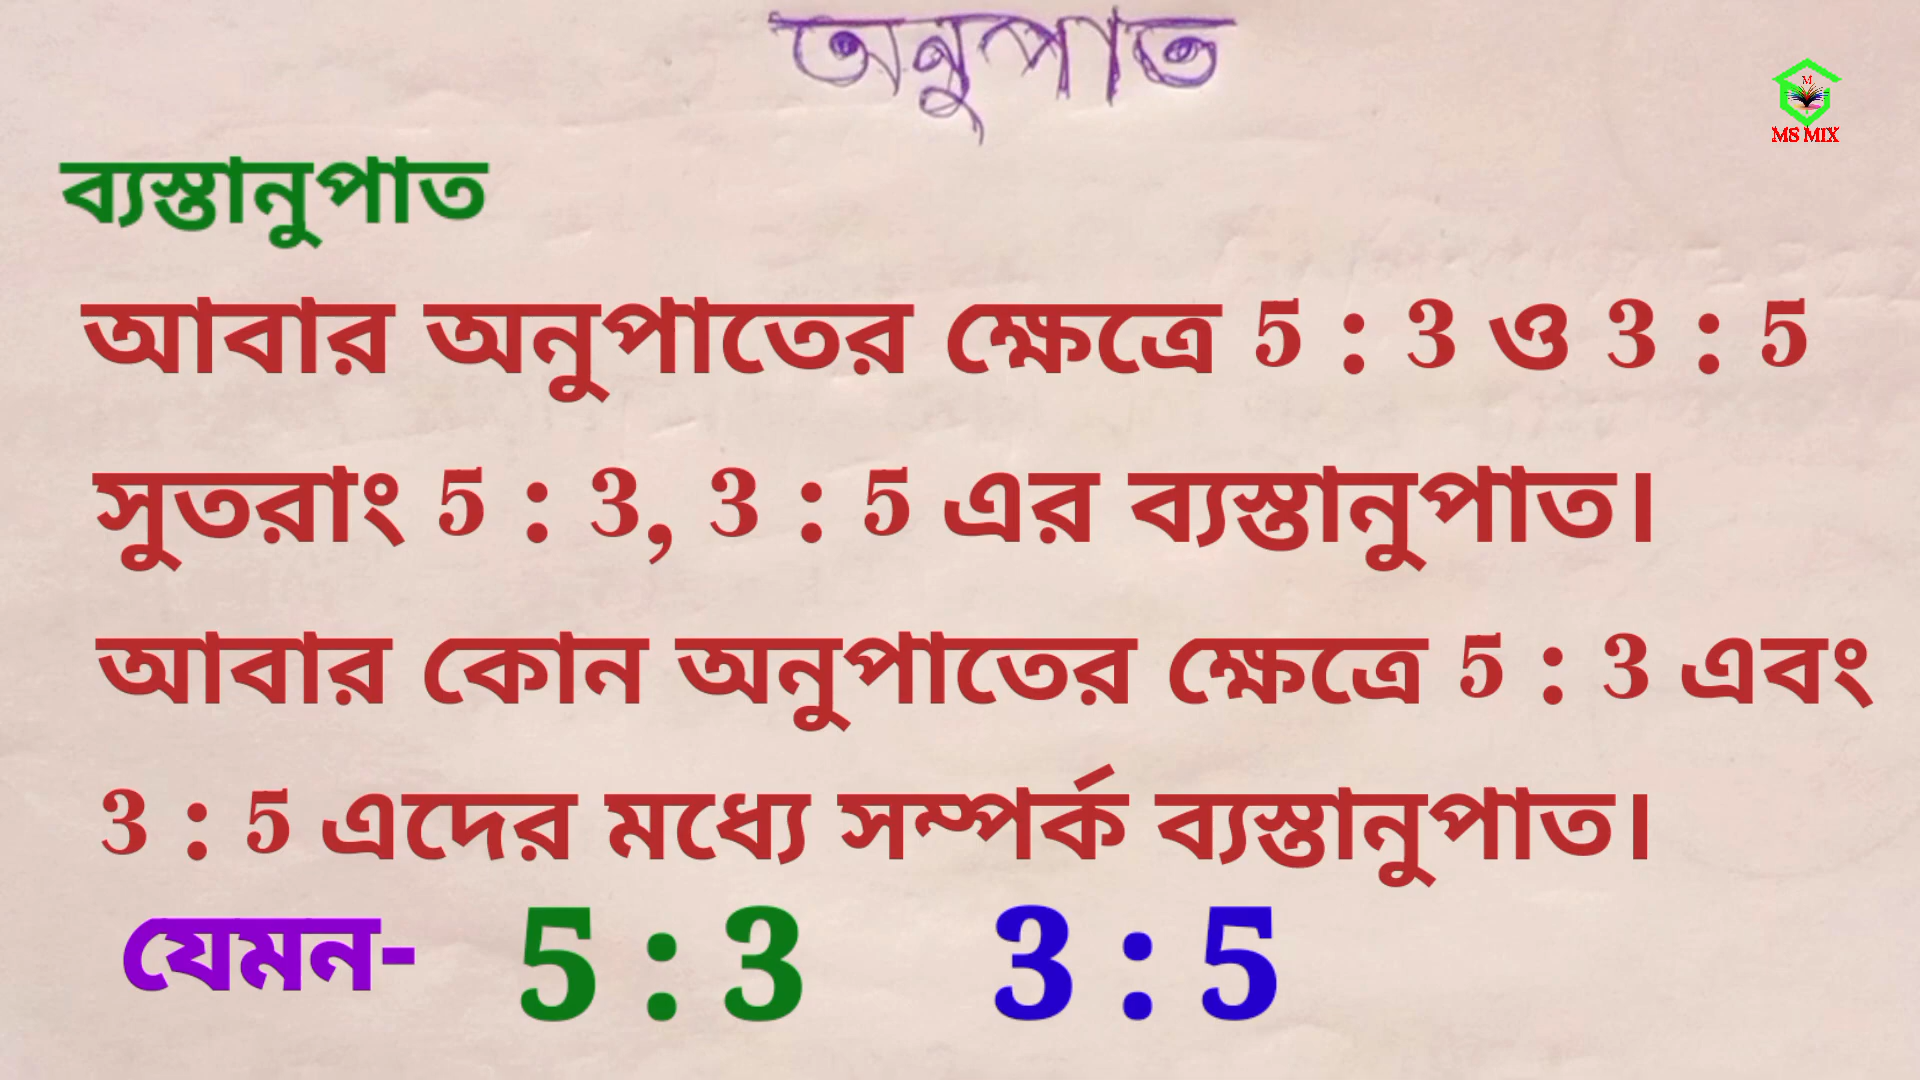 অনুপাত
M
MS MIX
ব্যস্তানুপাত
আবার অনুপাতের ক্ষেত্রে 5 : 3 ও 3 : 5
সুতরাং 5 : 3, 3 : 5 এর ব্যস্তানুপাত।
আবার কোন অনুপাতের ক্ষেত্রে 5 : 3 এবং
3 : 5 এদের মধ্যে সম্পর্ক ব্যস্তানুপাত।
যেমন- 5 : 3 3 : 5